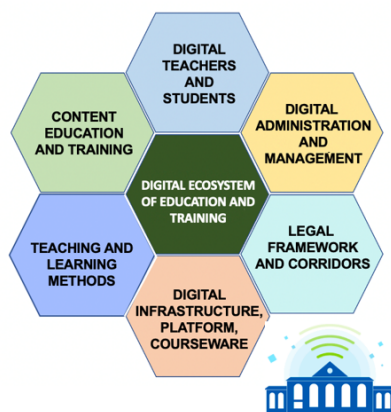 DIGITAL
TEACHERS
AND
STUDENTS
CONTENT
EDUCATION
AND TRAINING
DIGITAL
ADMINISTRATION
AND
MANAGEMENT
DIGITAL ECOSYSTEM
OF EDUCATION AND
TRAINING
TEACHING AND
LEARNING
METHODS
LEGAL
FRAMEWORK
AND CORRIDORS
DIGITAL
INFRASTRUCTURE,
PLATFORM,
COURSEWARE